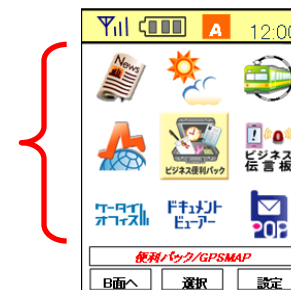 A 12:00
News
ビジネス便利パック
ビジネス
伝言板
ケータイ
オフィス
ドキュメント
ビューアー
POP
便利パック/GPSMAP
B面へ 選択 設定